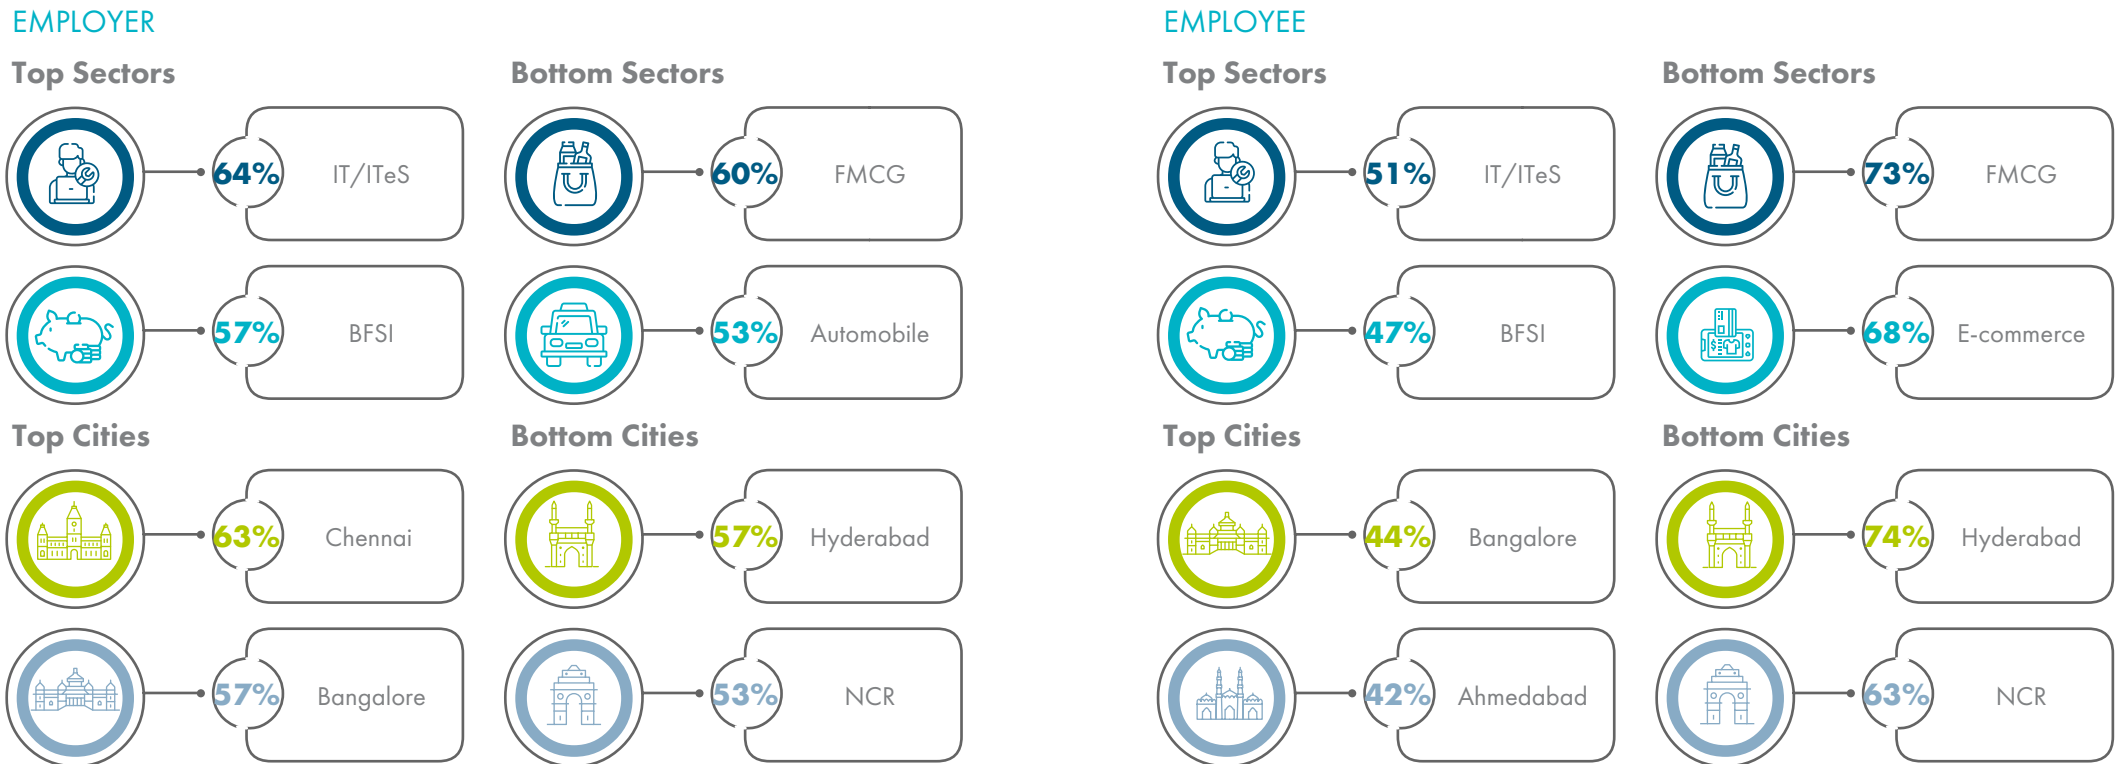 EMPLOYER
Top Sectors
64% IT/ITeS
57% BFSI
Bottom Sectors
60% FMCG
53% Automobile
Top Cities
63% Chennai
57% Bangalore
Bottom Cities
57% Hyderabad
53% NCR
EMPLOYEE
Top Sectors
51% IT/ITeS
47% BFSI
Bottom Sectors
73% FMCG
68% E-commerce
Top Cities
44% Bangalore
42% Ahmedabad
Bottom Cities
74% Hyderabad
63% NCR